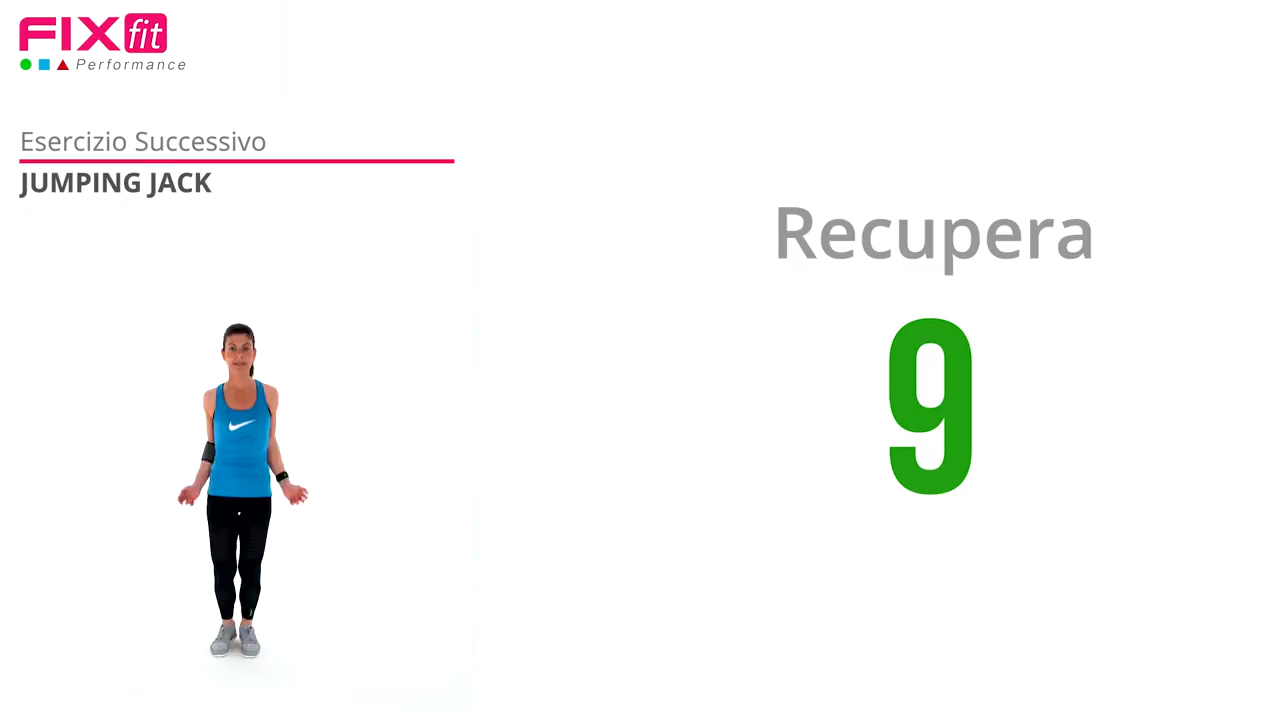 FIX fit
Performance
Esercizio Successivo
JUMPING JACK
Recupera
9